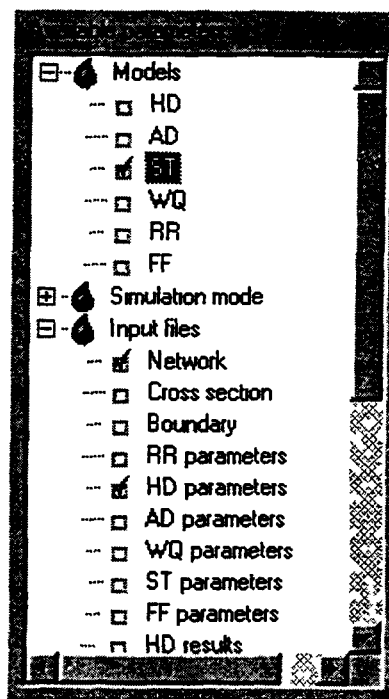 Models
HD
AD
ST
WQ
RR
FF
Simulation mode
Input files
Network
Cross section
Boundary
RR parameters
HD parameters
AD parameters
WQ parameters
ST parameters
FF parameters
HD results